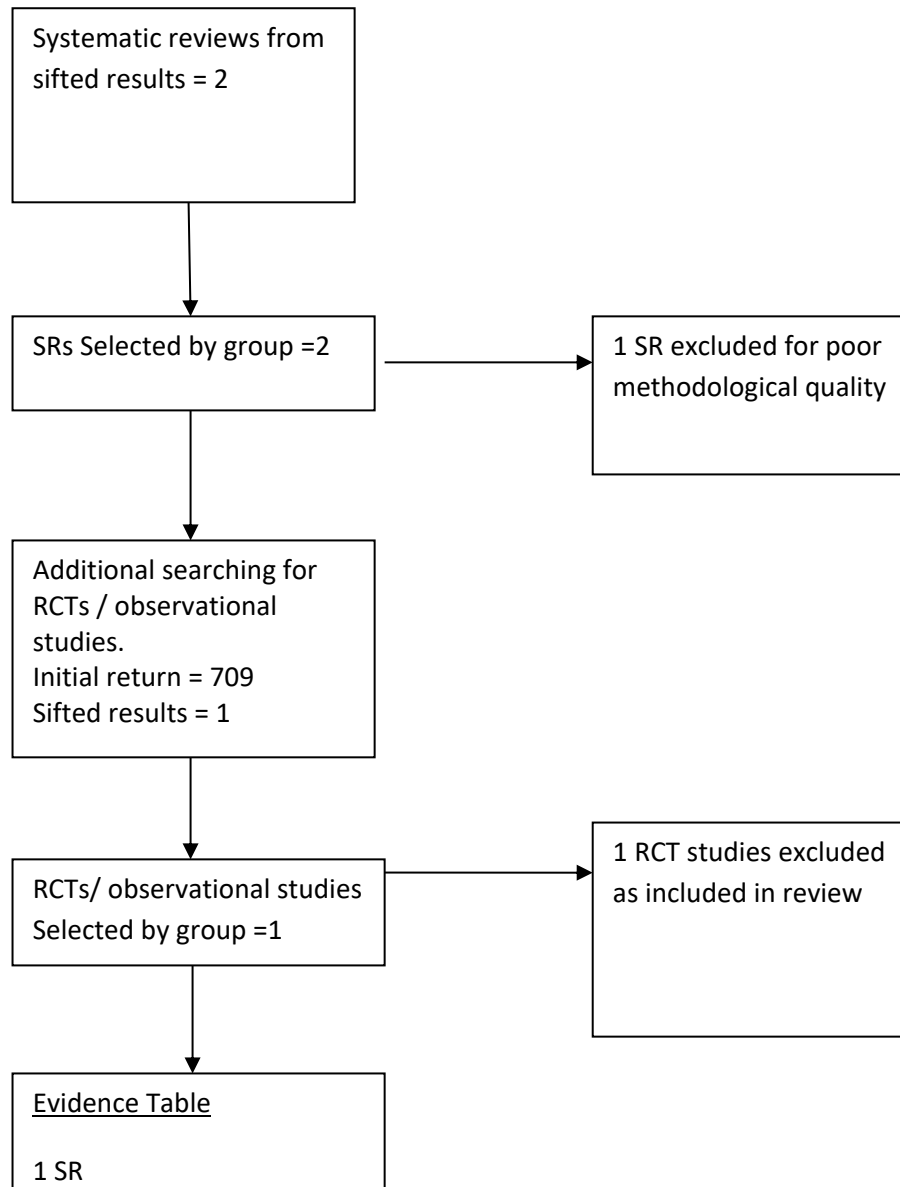 Systematic reviews from
sifted results = 2
SRs Selected by group =2
1 SR excluded for poor
methodological quality
Additional searching for
RCTs / observational
studies.
Initial return = 709
Sifted results = 1
RCTs/ observational studies
Selected by group =1
1 RCT studies excluded
as included in review
Evidence Table
1 SR